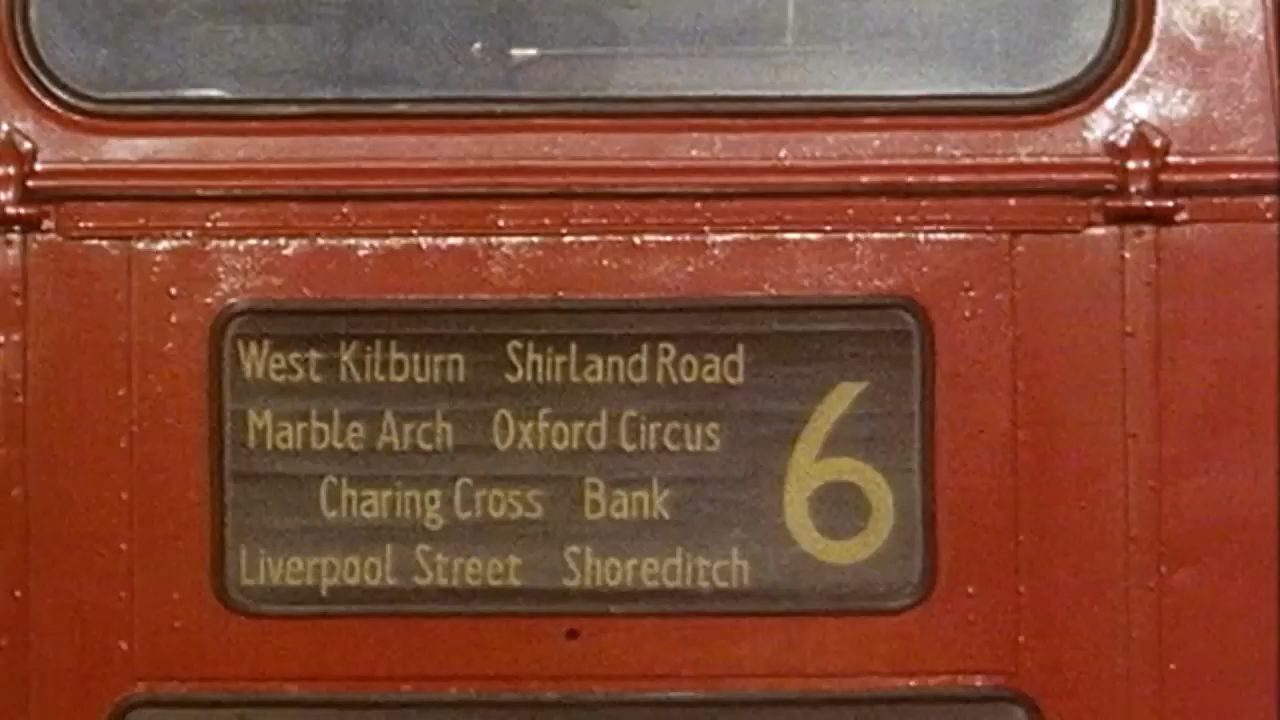 West Kilburn Shirland Road
Marble Arch Oxford Circus
Charing Cross Bank
Liverpool Street Shoreditch
6